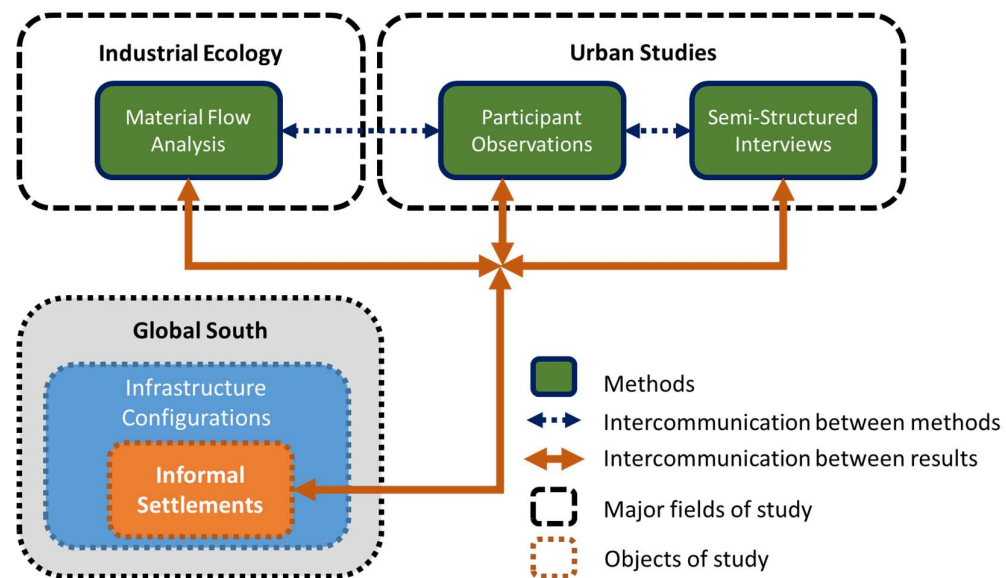 Industrial Ecology
Urban Studies
Material Flow
Analysis
Participant
Observations
Semi-Structured
Interviews
Global South
Infrastructure
Configurations
Informal
Settlements
Methods
Intercommunication between methods
Intercommunication between results
Major fields of study
Objects of study